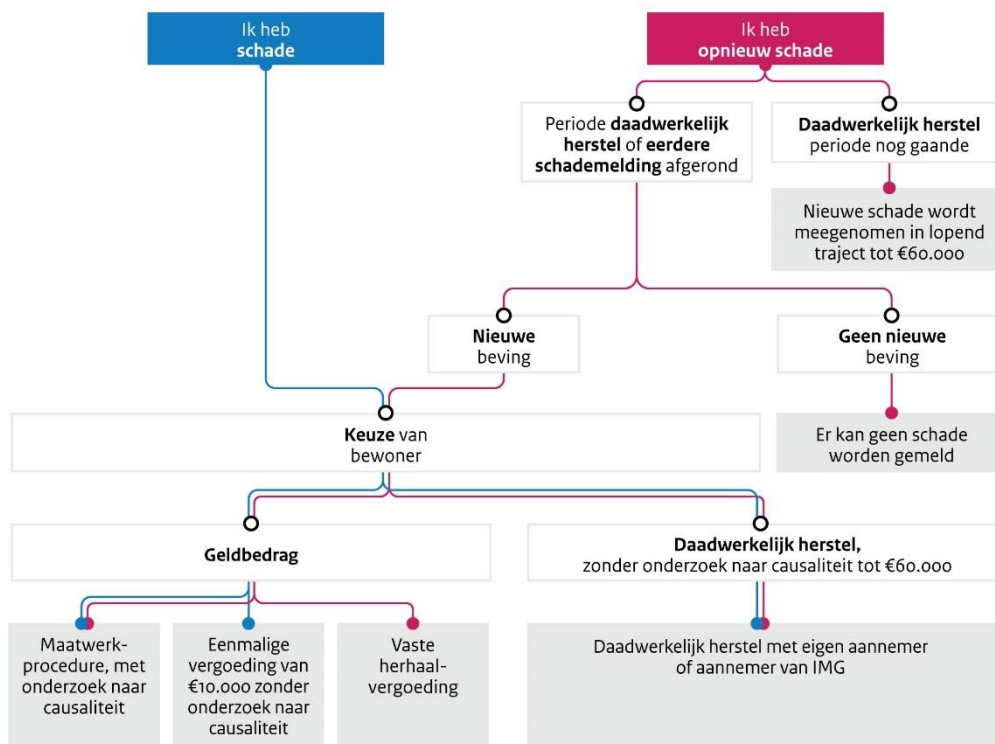 Ik heb
schade
Ik heb
opnieuw schade
Periode daadwerkelijk
herstel of eerdere
schademelding afgerond
Daadwerkelijk herstel
periode nog gaande
Nieuwe schade wordt
meegenomen in lopend
traject tot €60.000
Nieuwe
beving
Geen nieuwe
beving
Keuze van
bewoner
Er kan geen schade
worden gemeld
Geldbedrag
Daadwerkelijk herstel,
zonder onderzoek naar causaliteit tot €60.000
Maatwerk-
procedure, met
onderzoek naar
causaliteit
Eenmalige
vergoeding van
€10.000 zonder
onderzoek naar
causaliteit
Vaste
herhaal-
vergoeding
Daadwerkelijk herstel met eigen aannemer
of aannemer van IMG